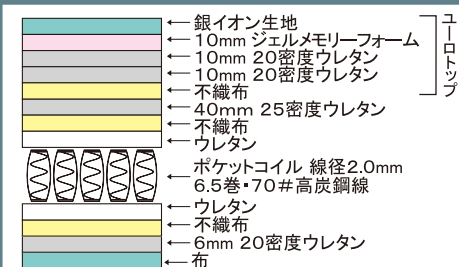 銀イオン生地
10mm ジェルメモリーフォーム
10mm 20密度ウレタン
10mm 20密度ウレタン
不織布
ユーロトップ
40mm 25密度ウレタン
不織布
ウレタン
ポケットコイル 線径2.0mm
6.5巻・70#高炭鋼線
ウレタン
不織布
6mm 20密度ウレタン
布